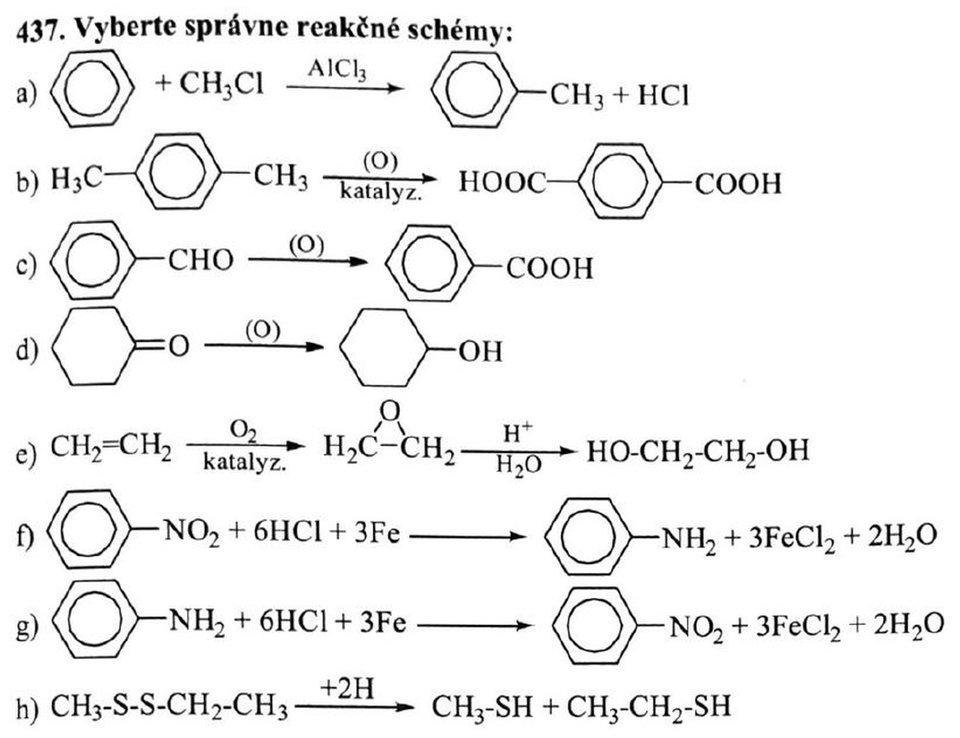 437. Vyberte správne reakčné schémy:
a) + CH₃Cl AlCl₃ CH₃ + HCl
b) H₃C CH₃ (O) katalyz. HOOC COOH
c) CHO (O) COOH
d) =O (O) OH
e) CH₂=CH₂ O₂ katalyz. H₂C-CH₂ O H⁺ H₂O HO-CH₂-CH₂-OH
f) NO₂ + 6HCl + 3Fe NH₂ + 3FeCl₂ + 2H₂O
g) NH₂ + 6HCl + 3Fe NO₂ + 3FeCl₂ + 2H₂O
h) CH₃-S-S-CH₂-CH₃ +2H CH₃-SH + CH₃-CH₂-SH